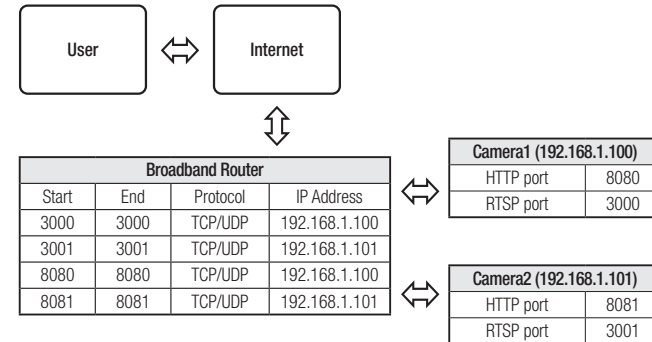 User
Internet
Broadband Router
Start End Protocol IP Address
3000 3000 TCP/UDP 192.168.1.100
3001 3001 TCP/UDP 192.168.1.101
8080 8080 TCP/UDP 192.168.1.100
8081 8081 TCP/UDP 192.168.1.101
Camera1 (192.168.1.100)
HTTP port 8080
RTSP port 3000
Camera2 (192.168.1.101)
HTTP port 8081
RTSP port 3001